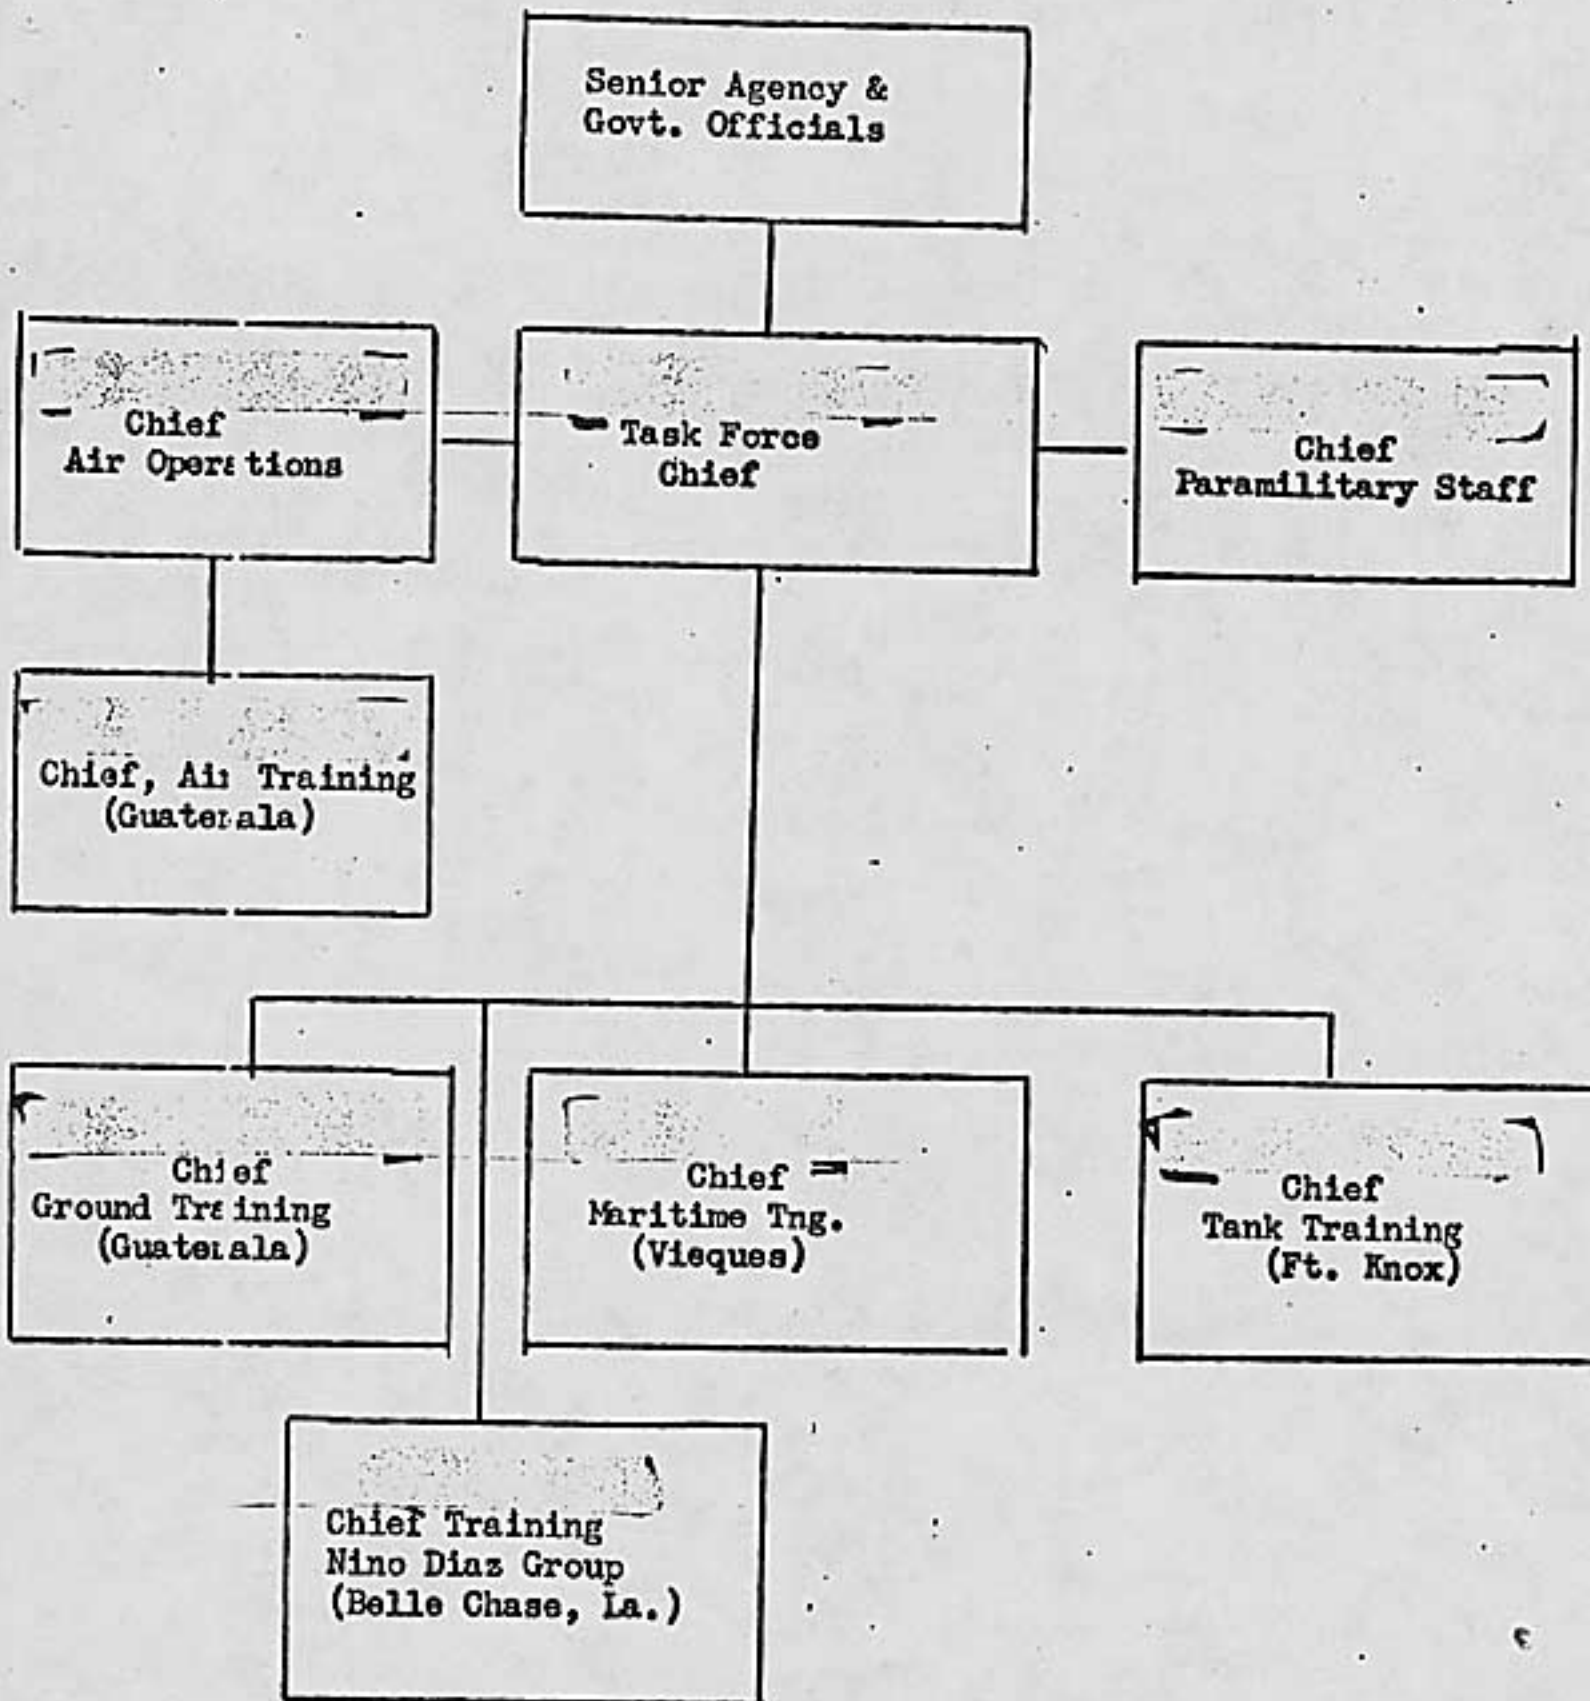 Senior Agency &
Govt. Officials
Chief
Air Operations
Task Force
Chief
Chief
Paramilitary Staff
Chief, Air Training
(Guatemala)
Chief
Ground Training
(Guatemala)
Chief
Maritime Tng.
(Vieques)
Chief
Tank Training
(Ft. Knox)
Chief Training
Nino Diaz Group
(Belle Chase, La.)